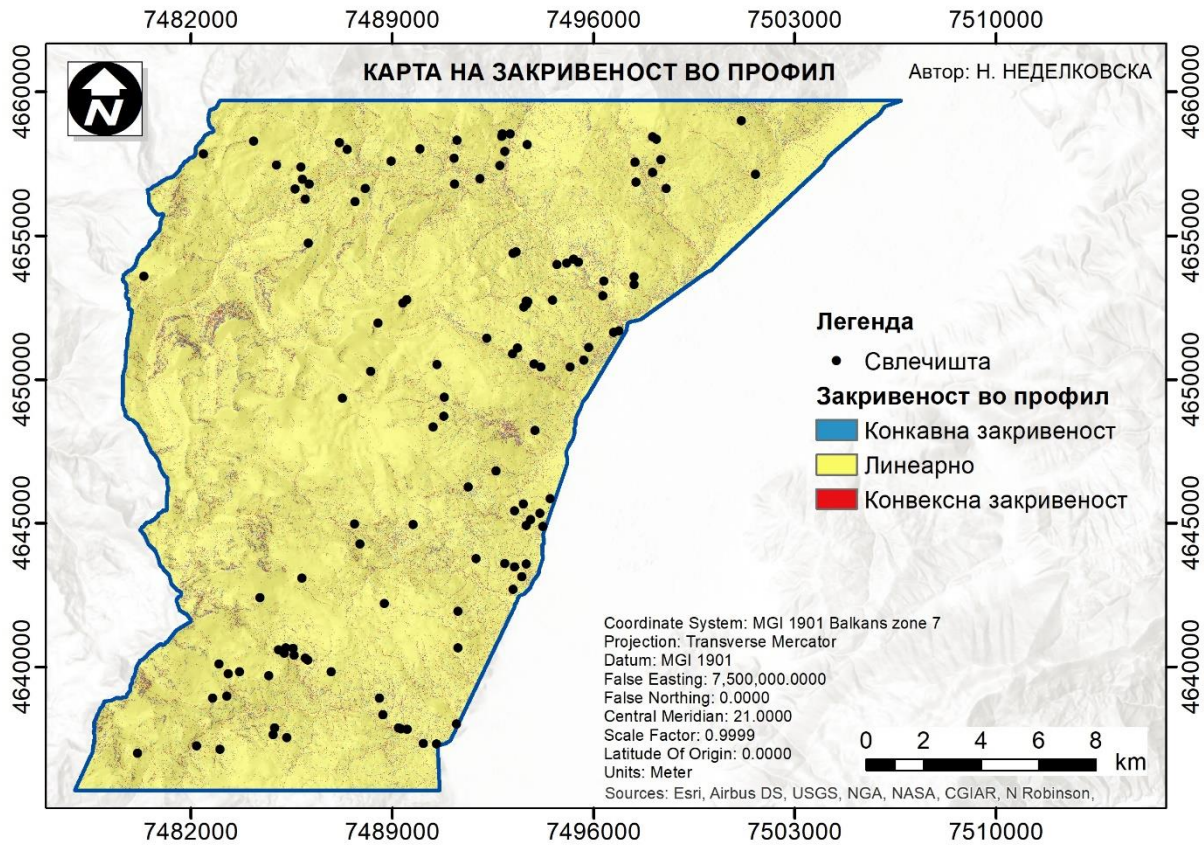 7482000 7489000 7496000 7503000 7510000
КАРТА НА ЗАКРИВЕНОСТ ВО ПРОФИЛ
Автор: Н. НЕДЕЛКОВСКА
N
4660000 4660000
4655000 4655000
4650000 4650000
4645000 4645000
4640000 4640000
Легенда
Свлечишта
Закривеност во профил
Конкавна закривеност
Линеарно
Конвексна закривеност
Coordinate System: MGI 1901 Balkans zone 7
Projection: Transverse Mercator
Datum: MGI 1901
False Easting: 7,500,000.0000
False Northing: 0.0000
Central Meridian: 21.0000
Scale Factor: 0.9999
Latitude Of Origin: 0.0000
Units: Meter
0 2 4 6 8
km
Sources: Esri, Airbus DS, USGS, NGA, NASA, CGIAR, N Robinson,
7482000 7489000 7496000 7503000 7510000